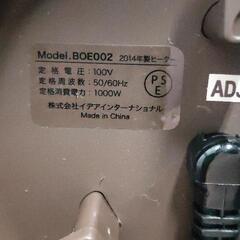 Model.BOE002 2014年製ヒーター
定格電圧：100V
定格周波数：50/60Hz
定格消費電力：1000W
PSE
株式会社イデアインターナショナル
Made in China
ADJ